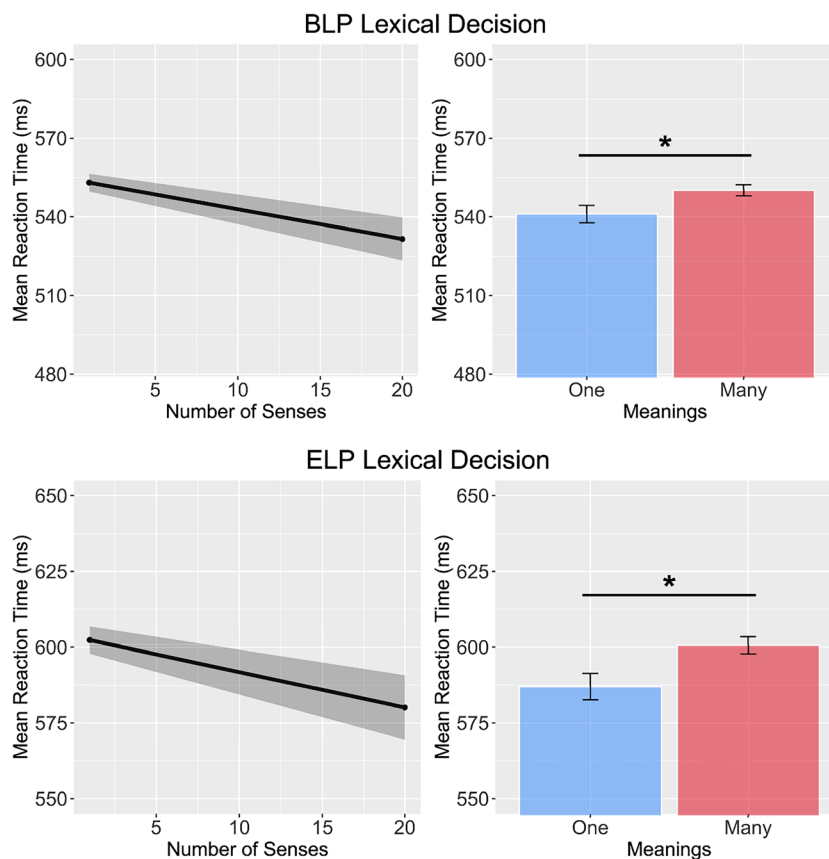 BLP Lexical Decision
Mean Reaction Time (ms)
600
570
540
510
480
5 10 15 20
Number of Senses
Mean Reaction Time (ms)
600
570
540
510
480
*
One Many
Meanings
ELP Lexical Decision
Mean Reaction Time (ms)
650
625
600
575
550
5 10 15 20
Number of Senses
Mean Reaction Time (ms)
650
625
600
575
550
*
One Many
Meanings